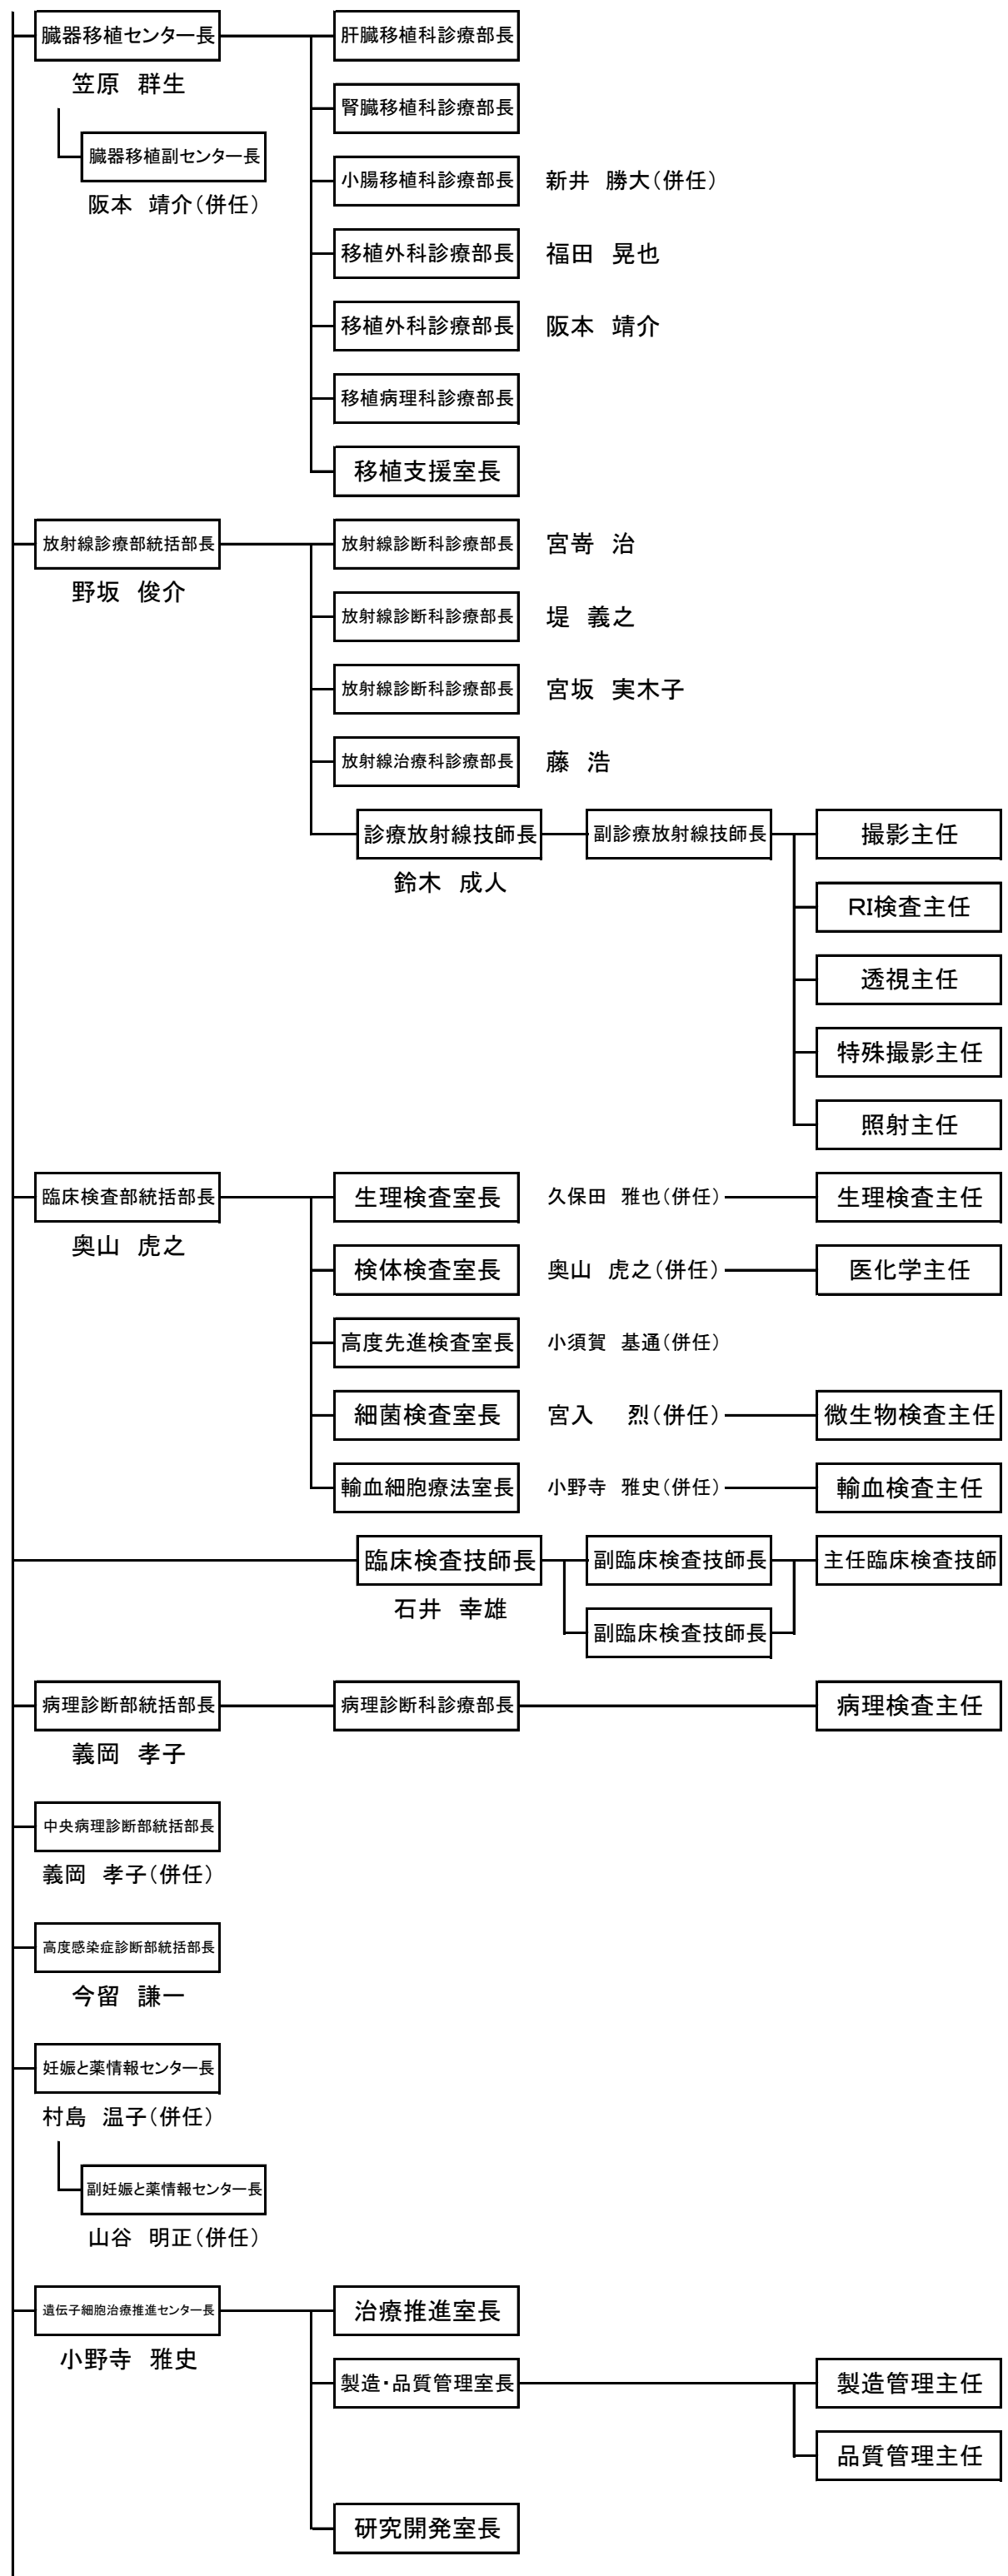 臓器移植センター長
肝臓移植科診療部長
笠原　群生
腎臓移植科診療部長
臓器移植副センター長
小腸移植科診療部長
新井　勝大（併任）
阪本　靖介（併任）
移植外科診療部長
福田　晃也
移植外科診療部長
阪本　靖介
移植病理科診療部長
移植支援室長
放射線診療部統括部長
放射線診断科診療部長
宮嵜　治
野坂　俊介
放射線診断科診療部長
堤　義之
放射線診断科診療部長
宮坂　実木子
放射線治療科診療部長
藤　浩
診療放射線技師長
副診療放射線技師長
撮影主任
鈴木　成人
RI検査主任
透視主任
特殊撮影主任
照射主任
臨床検査部統括部長
生理検査室長
久保田　雅也（併任）
生理検査主任
奥山　虎之
検体検査室長
奥山　虎之（併任）
医化学主任
高度先進検査室長
小須賀　基通（併任）
細菌検査室長
宮入　烈（併任）
微生物検査主任
輸血細胞療法室長
小野寺　雅史（併任）
輸血検査主任
臨床検査技師長
副臨床検査技師長
主任臨床検査技師
石井　幸雄
副臨床検査技師長
病理診断部統括部長
病理診断科診療部長
病理検査主任
義岡　孝子
中央病理診断部統括部長
義岡　孝子（併任）
高度感染症診断部統括部長
今留　謙一
妊娠と薬情報センター長
村島　温子（併任）
副妊娠と薬情報センター長
山谷　明正（併任）
遺伝子細胞治療推進センター長
治療推進室長
小野寺　雅史
製造・品質管理室長
製造管理主任
品質管理主任
研究開発室長